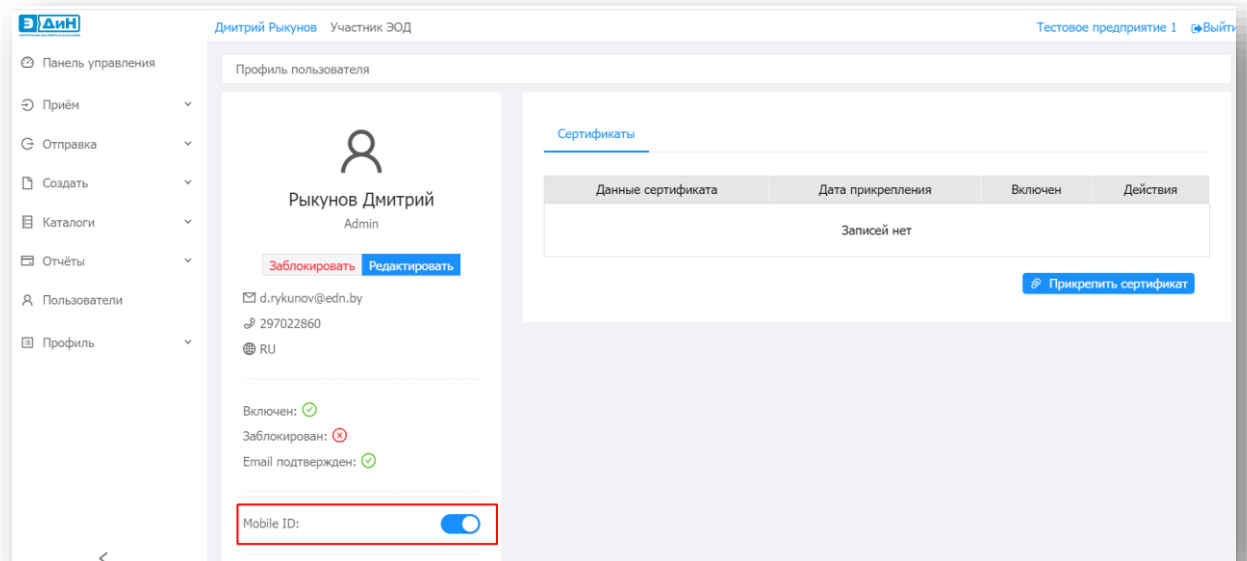 ЭДиН
Дмитрий Рыкунов Участник ЭОД
Тестовое предприятие 1 Выйти
Панель управления
Приём
Отправка
Создать
Каталоги
Отчёты
Пользователи
Профиль
Профиль пользователя
Рыкунов Дмитрий
Admin
Заблокировать Редактировать
d.rykunov@edn.by
297022860
RU
Включен:
Заблокирован:
Email подтвержден:
Mobile ID:
Сертификаты
Данные сертификата Дата прикрепления Включен Действия
Записей нет
Прикрепить сертификат